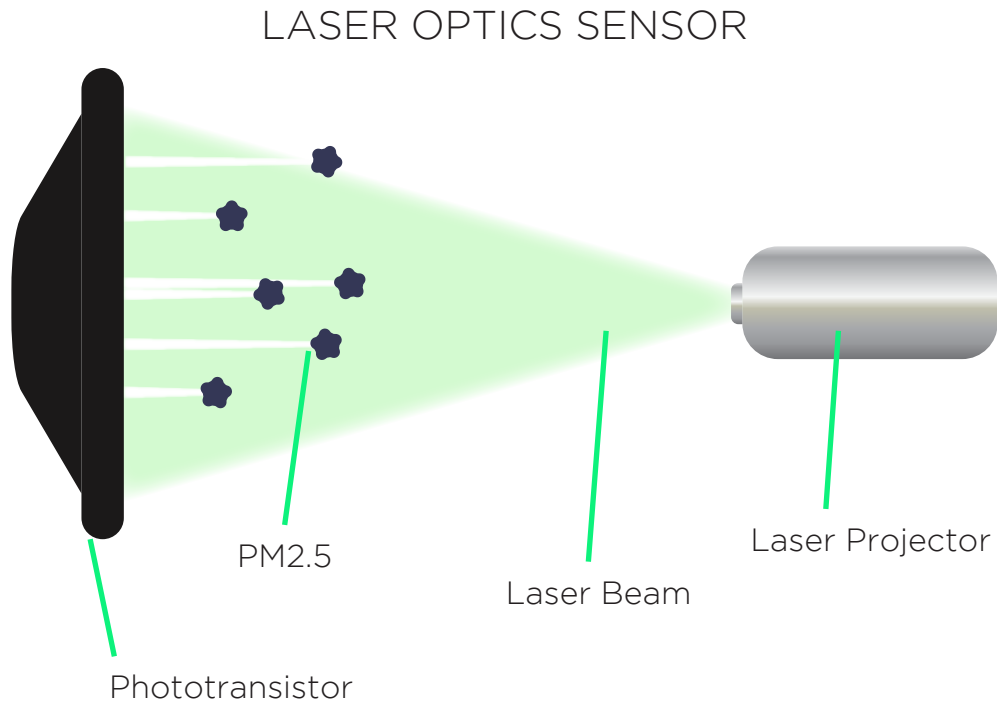 LASER OPTICS SENSOR
Laser Projector
PM2.5
Laser Beam
Phototransistor